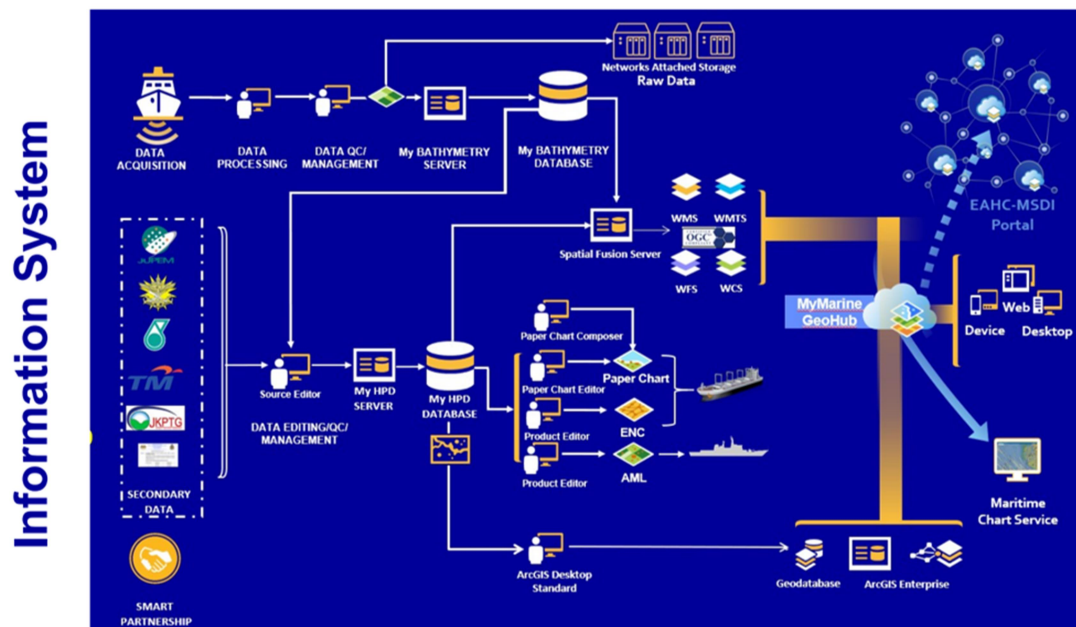 Information System
Networks Attached Storage
Raw Data
DATA
ACQUISITION
DATA
PROCESSING
DATA QC/
MANAGEMENT
My BATHYMETRY
SERVER
My BATHYMETRY
DATABASE
EAHC-MSDI
Portal
WMS
WMTS
OGC
WFS
WCS
Spatial Fusion Server
JUPEM
TM
JKPTG
SECONDARY
DATA
SMART
PARTNERSHIP
Source Editor
DATA EDITING/QC/
MANAGEMENT
My HPD
SERVER
My HPD
DATABASE
Paper Chart Composer
Paper Chart Editor
Paper Chart
Product Editor
ENC
Product Editor
AML
MyMarine
GeoHub
Device
Web
Desktop
Maritime
Chart Service
ArcGIS Desktop
Standard
Geodatabase
ArcGIS Enterprise